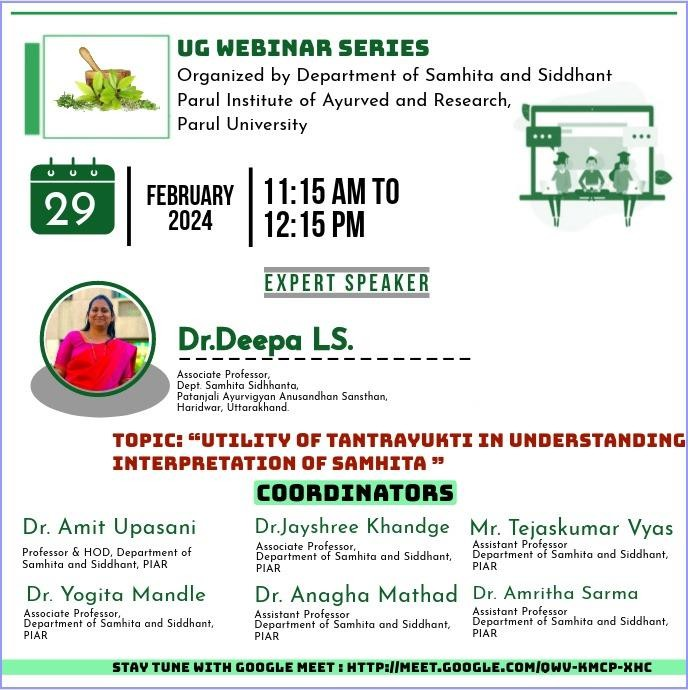 UG WEBINAR SERIES
Organized by Department of Samhita and Siddhant
Parul Institute of Ayurved and Research,
Parul University
29
FEBRUARY
2024
11:15 AM TO
12:15 PM
EXPERT SPEAKER
Dr.Deepa LS.
Associate Professor,
Dept. Samhita Sidhhanta,
Patanjali Ayurvigyan Anusandhan Sansthan,
Haridwar, Uttarakhand.
TOPIC: “UTILITY OF TANTRAYUKTI IN UNDERSTANDING
INTERPRETATION OF SAMHITA ”
COORDINATORS
Dr. Amit Upasani
Professor & HOD, Department of
Samhita and Siddhant, PIAR
Dr.Jayshree Khandge
Associate Professor,
Department of Samhita and Siddhant,
PIAR
Mr. Tejaskumar Vyas
Assistant Professor
Department of Samhita and Siddhant,
PIAR
Dr. Yogita Mandle
Associate Professor,
Department of Samhita and Siddhant,
PIAR
Dr. Anagha Mathad
Assistant Professor
Department of Samhita and Siddhant,
PIAR
Dr. Amritha Sarma
Assistant Professor
Department of Samhita and Siddhant,
PIAR
STAY TUNE WITH GOOGLE MEET : HTTP://MEET.GOOGLE.COM/QWV-KMCP-XHC